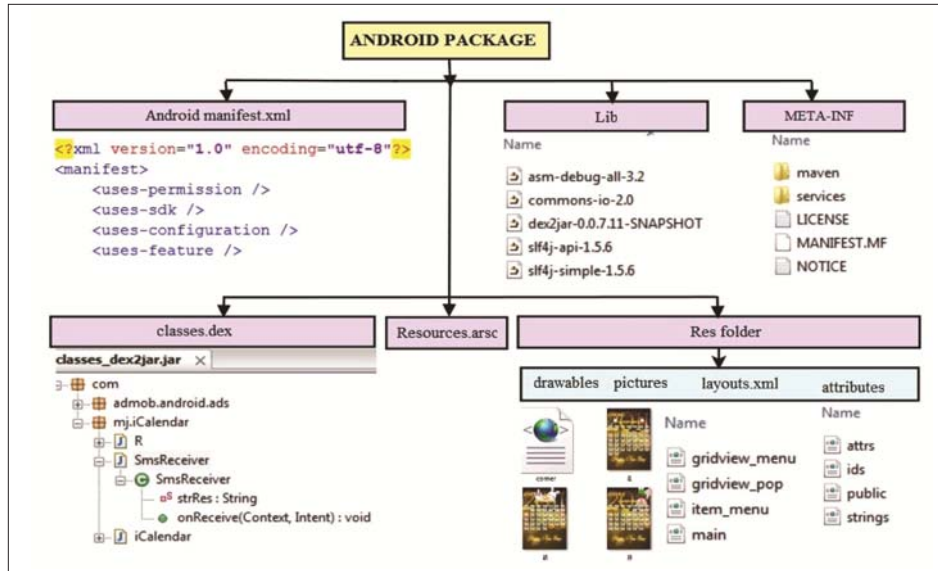 ANDROID PACKAGE
Android manifest.xml
<?xml version="1.0" encoding="utf-8"?>
<manifest>
<uses-permission />
<uses-sdk />
<uses-configuration />
<uses-feature />
Lib
Name
asm-debug-all-3.2
commons-io-2.0
dex2jar-0.0.7.11-SNAPSHOT
slf4j-api-1.5.6
slf4j-simple-1.5.6
META-INF
Name
maven
services
LICENSE
MANIFEST.MF
NOTICE
classes.dex
classes_dex2jar.jar
com
admob.android.ads
mj.iCalendar
R
SmsReceiver
SmsReceiver
strRes : String
onReceive(Context, Intent) : void
iCalendar
Resources.arsc
Res folder
drawables pictures layouts.xml attributes
Name
gridview_menu
gridview_pop
item_menu
main
Name
attrs
ids
public
strings